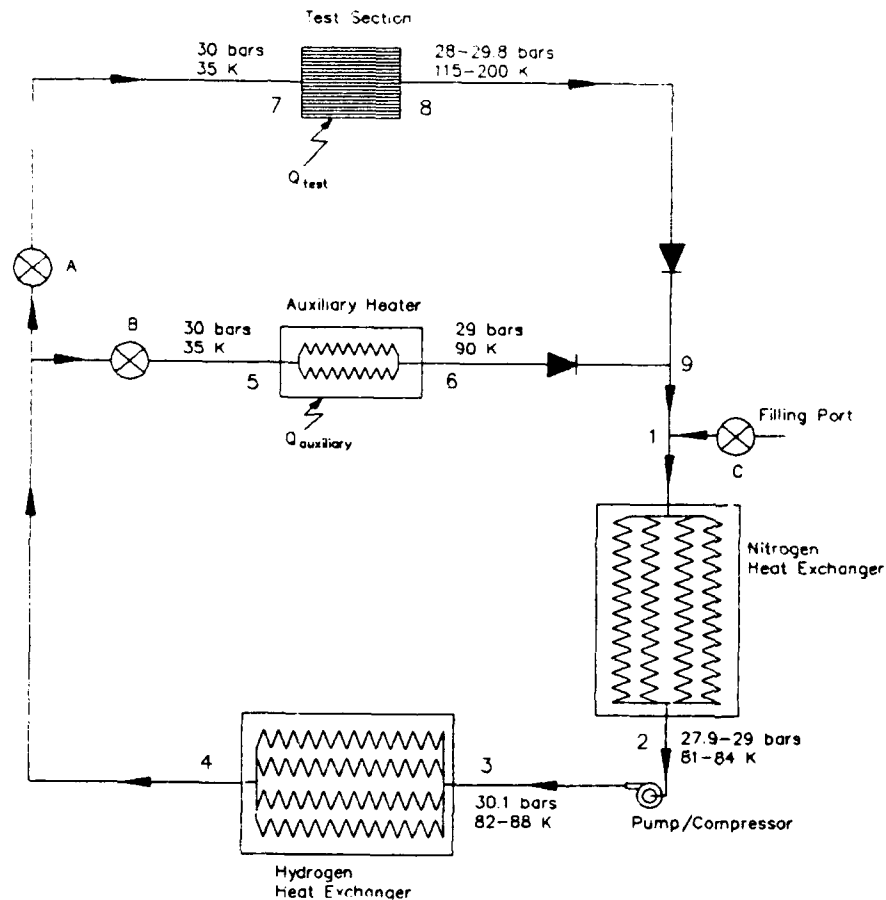 Test Section
30 bars
35 K
28-29.8 bars
115-200 K
7
8
Qtest
A
B
30 bars
35 K
Auxiliary Heater
29 bars
90 K
5
6
9
Qauxiliary
Filling Port
1
C
Nitrogen
Heat Exchanger
2
27.9-29 bars
81-84 K
4
3
30.1 bars
82-88 K
Pump/Compressor
Hydrogen
Heat Exchanger